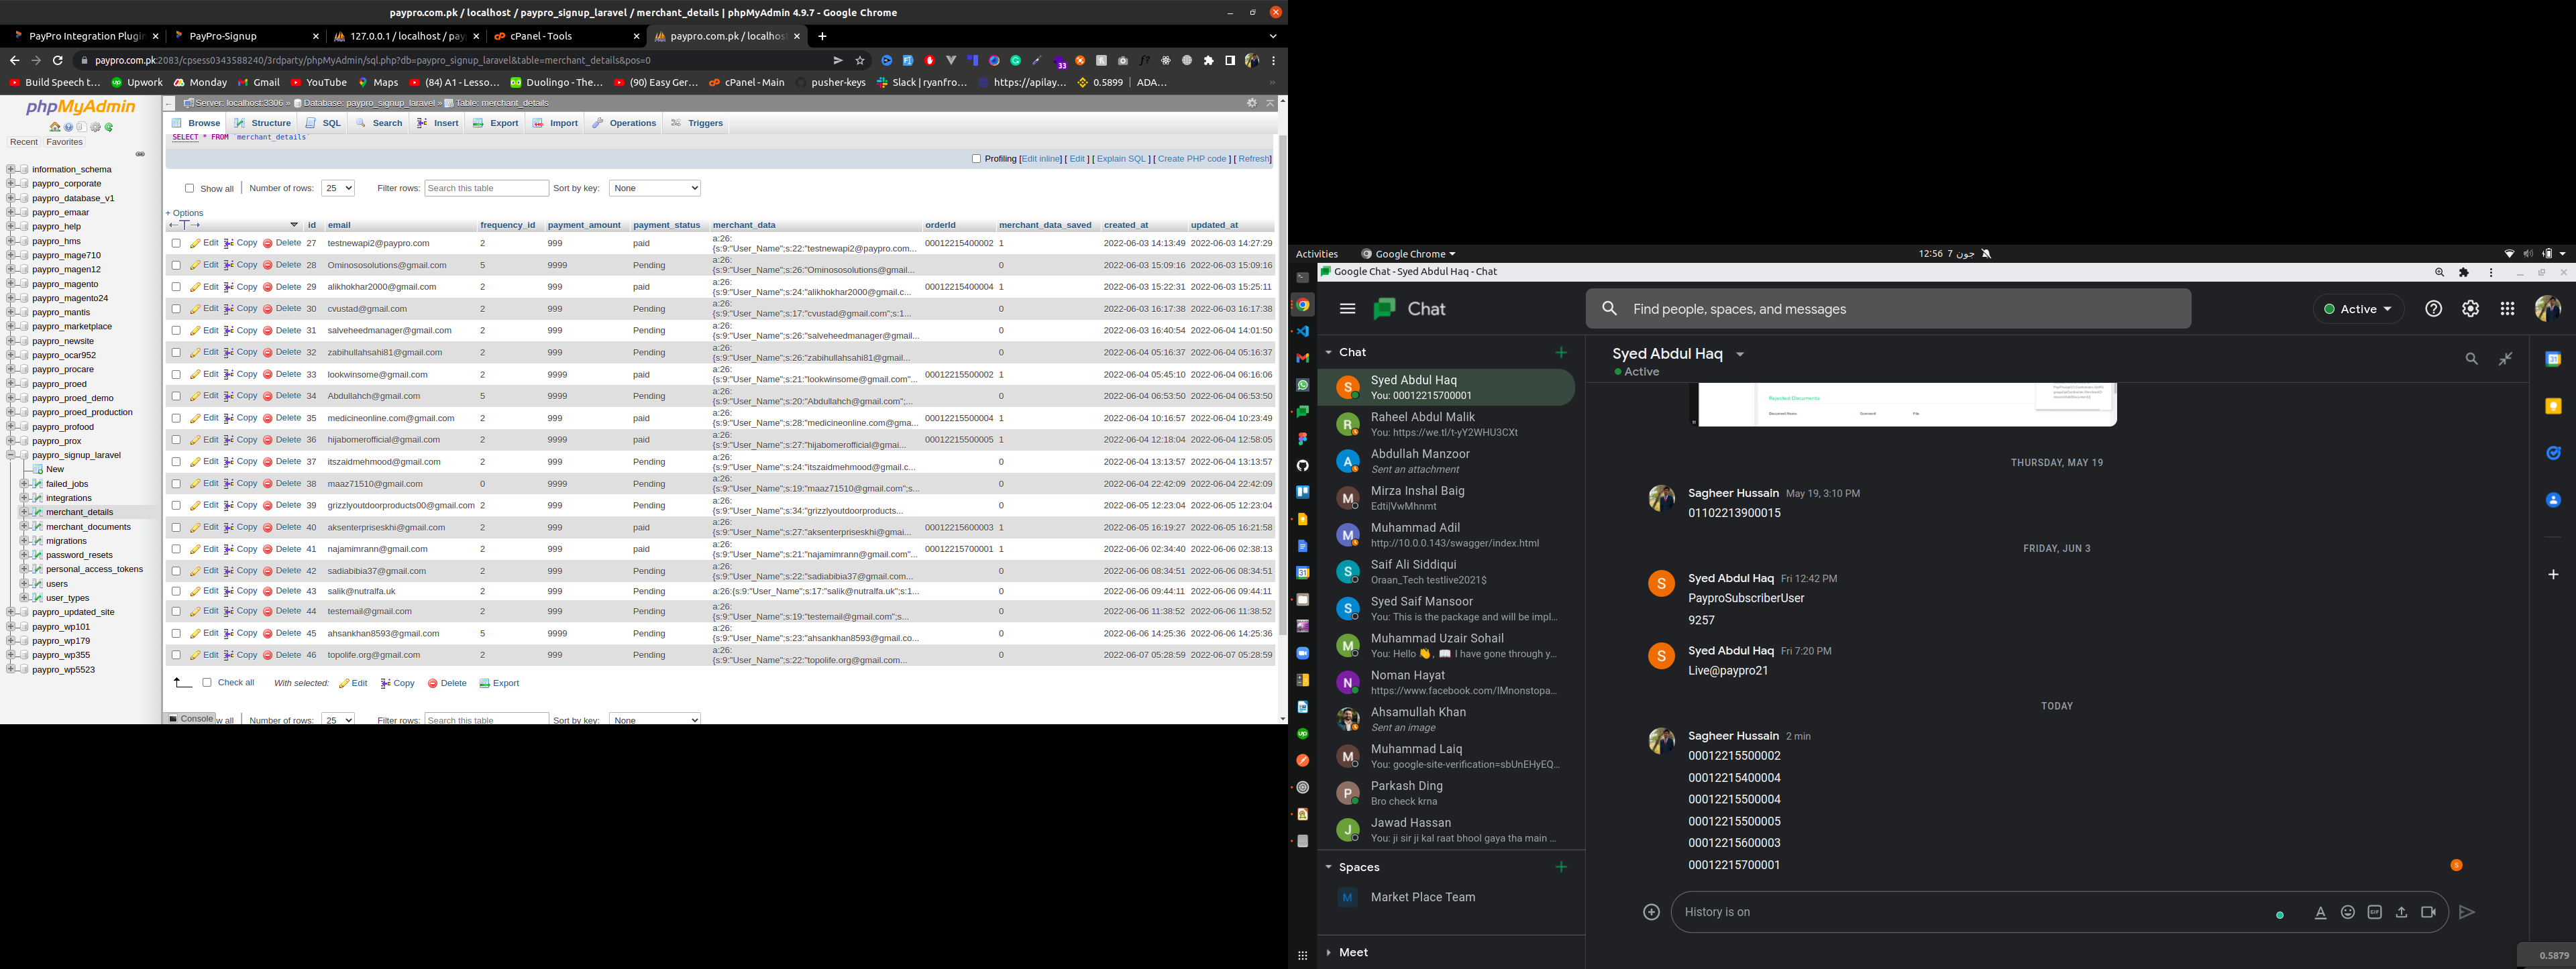 paypro.com.pk / localhost / paypro_signup_laravel / merchant_details | phpMyAdmin 4.9.7 - Google Chrome
PayPro Integration Plugin
PayPro-Signup
127.0.0.1 / localhost / pay
cPanel - Tools
paypro.com.pk / localhost
paypro.com.pk:2083/cpsess0343588240/3rdparty/phpMyAdmin/sql.php?db=paypro_signup_laravel&table=merchant_details&pos=0
33
Build Speech t…
Upwork
Monday
Gmail
YouTube
Maps
(84) A1 - Lesso…
Duolingo - The…
(90) Easy Ger…
cPanel - Main
pusher-keys
Slack | ryanfro…
https://apilay…
0.5899 | ADA…
phpMyAdmin
Recent Favorites
information_schema
paypro_corporate
paypro_database_v1
paypro_emaar
paypro_help
paypro_hms
paypro_mage710
paypro_magen12
paypro_magento
paypro_magento24
paypro_mantis
paypro_marketplace
paypro_newsite
paypro_ocar952
paypro_procare
paypro_proed
paypro_proed_demo
paypro_proed_production
paypro_profood
paypro_prox
paypro_signup_laravel
New
failed_jobs
integrations
merchant_details
merchant_documents
migrations
password_resets
personal_access_tokens
users
user_types
paypro_updated_site
paypro_wp101
paypro_wp179
paypro_wp355
paypro_wp5523
Server: localhost:3306 » Database: paypro_signup_laravel » Table: merchant_details
Browse Structure SQL Search Insert Export Import Operations Triggers
SELECT * FROM `merchant_details`
Profiling [Edit inline] [ Edit ] [ Explain SQL ] [ Create PHP code ] [ Refresh]
Show all | Number of rows: 25 Filter rows: Search this table Sort by key: None
+ Options
id email frequency_id payment_amount payment_status merchant_data orderId merchant_data_saved created_at updated_at
Edit Copy Delete 27 testnewapi2@paypro.com 2 999 paid a:26:{s:9:"User_Name";s:22:"testnewapi2@paypro.com... 00012215400002 1 2022-06-03 14:13:49 2022-06-03 14:27:29
Edit Copy Delete 28 Ominososolutions@gmail.com 5 9999 Pending a:26:{s:9:"User_Name";s:26:"Ominososolutions@gmail... 0 2022-06-03 15:09:16 2022-06-03 15:09:16
Edit Copy Delete 29 alikhokhar2000@gmail.com 2 999 paid a:26:{s:9:"User_Name";s:24:"alikhokhar2000@gmail.c... 00012215400004 1 2022-06-03 15:22:31 2022-06-03 15:25:11
Edit Copy Delete 30 cvustad@gmail.com 2 999 Pending a:26:{s:9:"User_Name";s:17:"cvustad@gmail.com";s:1... 0 2022-06-03 16:17:38 2022-06-03 16:17:38
Edit Copy Delete 31 salveheedmanager@gmail.com 2 999 Pending a:26:{s:9:"User_Name";s:26:"salveheedmanager@gmail... 0 2022-06-03 16:40:54 2022-06-04 14:01:50
Edit Copy Delete 32 zabihullahsahi81@gmail.com 2 999 Pending a:26:{s:9:"User_Name";s:26:"zabihullahsahi81@gmail... 0 2022-06-04 05:16:37 2022-06-04 05:16:37
Edit Copy Delete 33 lookwinsome@gmail.com 2 999 paid a:26:{s:9:"User_Name";s:21:"lookwinsome@gmail.com"... 00012215500002 1 2022-06-04 05:45:10 2022-06-04 06:16:06
Edit Copy Delete 34 Abdullahch@gmail.com 5 9999 Pending a:26:{s:9:"User_Name";s:20:"Abdullahch@gmail.com";... 0 2022-06-04 06:53:50 2022-06-04 06:53:50
Edit Copy Delete 35 medicineonline.com@gmail.com 2 999 paid a:26:{s:9:"User_Name";s:28:"medicineonline.com@gma... 00012215500004 1 2022-06-04 10:16:57 2022-06-04 10:23:49
Edit Copy Delete 36 hijabomerofficial@gmail.com 2 9999 paid a:26:{s:9:"User_Name";s:27:"hijabomerofficial@gmai... 00012215500005 1 2022-06-04 12:18:04 2022-06-04 12:58:05
Edit Copy Delete 37 itszaidmehmood@gmail.com 2 999 Pending a:26:{s:9:"User_Name";s:24:"itszaidmehmood@gmail.c... 0 2022-06-04 13:13:57 2022-06-04 13:13:57
Edit Copy Delete 38 maaz71510@gmail.com 0 9999 Pending a:26:{s:9:"User_Name";s:19:"maaz71510@gmail.com";s... 0 2022-06-04 22:42:09 2022-06-04 22:42:09
Edit Copy Delete 39 grizzlyoutdoorproducts00@gmail.com 2 999 Pending a:26:{s:9:"User_Name";s:34:"grizzlyoutdoorproducts... 0 2022-06-05 12:23:04 2022-06-05 12:23:04
Edit Copy Delete 40 aksenterpriseskhi@gmail.com 2 999 paid a:26:{s:9:"User_Name";s:27:"aksenterpriseskhi@gmai... 00012215600003 1 2022-06-05 16:19:27 2022-06-05 16:21:58
Edit Copy Delete 41 najamimrann@gmail.com 2 999 paid a:26:{s:9:"User_Name";s:21:"najamimrann@gmail.com"... 00012215700001 1 2022-06-06 02:34:40 2022-06-06 02:38:13
Edit Copy Delete 42 sadiabibia37@gmail.com 2 999 Pending a:26:{s:9:"User_Name";s:22:"sadiabibia37@gmail.com... 0 2022-06-06 08:34:51 2022-06-06 08:34:51
Edit Copy Delete 43 salik@nutralfa.uk 2 999 Pending a:26:{s:9:"User_Name";s:17:"salik@nutralfa.uk";s:1... 0 2022-06-06 09:44:11 2022-06-06 09:44:11
Edit Copy Delete 44 testemail@gmail.com 2 999 Pending a:26:{s:9:"User_Name";s:19:"testemail@gmail.com";s... 0 2022-06-06 11:38:52 2022-06-06 11:38:52
Edit Copy Delete 45 ahsankhan8593@gmail.com 5 9999 Pending a:26:{s:9:"User_Name";s:23:"ahsankhan8593@gmail.co... 0 2022-06-06 14:25:36 2022-06-06 14:25:36
Edit Copy Delete 46 topolife.org@gmail.com 2 999 Pending a:26:{s:9:"User_Name";s:22:"topolife.org@gmail.com... 0 2022-06-07 05:28:59 2022-06-07 05:28:59
Check all With selected: Edit Copy Delete Export
Console w all Number of rows: 25 Filter rows: Search this table Sort by key: None
Activities
Google Chrome
12:56 7 جون
Google Chat - Syed Abdul Haq - Chat
Chat
Find people, spaces, and messages
Active
Chat
Syed Abdul Haq
You: 00012215700001
Raheel Abdul Malik
You: https://we.tl/t-yY2WHU3CXt
Abdullah Manzoor
Sent an attachment
Mirza Inshal Baig
Edti|VwMhnmt
Muhammad Adil
http://10.0.0.143/swagger/index.html
Saif Ali Siddiqui
Oraan_Tech testlive2021$
Syed Saif Mansoor
You: This is the package and will be impl…
Muhammad Uzair Sohail
You: Hello 👋, 📖 I have gone through y…
Noman Hayat
https://www.facebook.com/IMnonstopa…
Ahsamullah Khan
Sent an image
Muhammad Laiq
You: google-site-verification=sbUnEHyEQ…
Parkash Ding
Bro check krna
Jawad Hassan
You: ji sir ji kal raat bhool gaya tha main …
Spaces
Market Place Team
Meet
Syed Abdul Haq
Active
Rejected Documents
THURSDAY, MAY 19
Sagheer Hussain May 19, 3:10 PM
01102213900015
FRIDAY, JUN 3
Syed Abdul Haq Fri 12:42 PM
PayproSubscriberUser
9257
Syed Abdul Haq Fri 7:20 PM
Live@paypro21
TODAY
Sagheer Hussain 2 min
00012215500002
00012215400004
00012215500004
00012215500005
00012215600003
00012215700001
History is on
0.5879